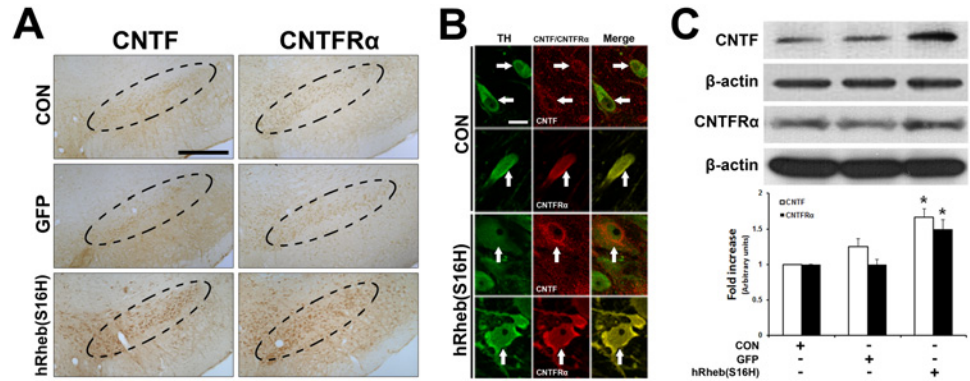 A
CNTF CNTFRα
CON
GFP
hRheb(S16H)
B
TH CNTF/CNTFRα Merge
CON
CNTF
CNTFRα
hRheb(S16H)
CNTF
CNTFRα
C
CNTF
β-actin
CNTFRα
β-actin
Fold increase
[Arbitrary units]
2
1.5
1
0.5
0
CNTF
CNTFRα
* *
CON + - -
GFP - + -
hRheb(S16H) - - +